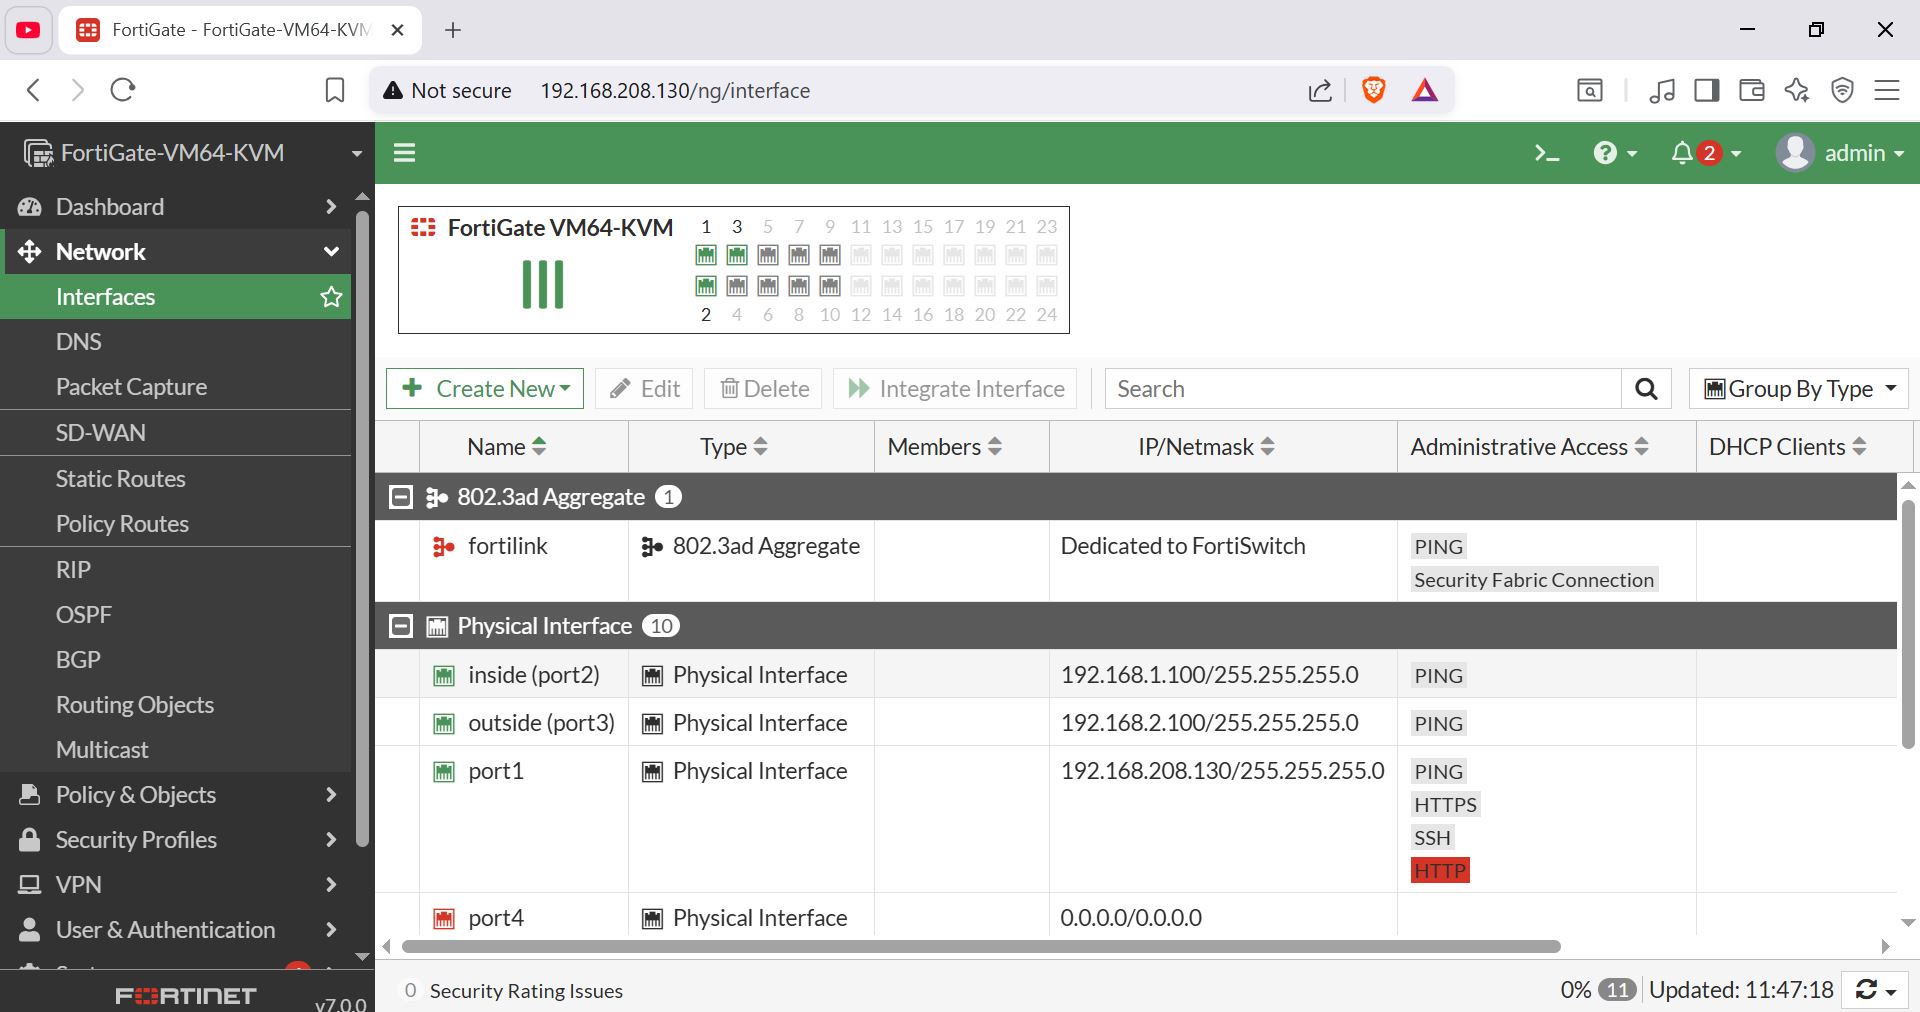 FortiGate - FortiGate-VM64-KVM
Not secure 192.168.208.130/ng/interface
FortiGate-VM64-KVM
2 admin
Dashboard
Network
Interfaces
DNS
Packet Capture
SD-WAN
Static Routes
Policy Routes
RIP
OSPF
BGP
Routing Objects
Multicast
Policy & Objects
Security Profiles
VPN
User & Authentication
FORTINET
v7.0.0
FortiGate VM64-KVM
1 3 5 7 9 11 13 15 17 19 21 23
2 4 6 8 10 12 14 16 18 20 22 24
Create New Edit Delete Integrate Interface Search Group By Type
Name Type Members IP/Netmask Administrative Access DHCP Clients
802.3ad Aggregate 1
fortilink 802.3ad Aggregate Dedicated to FortiSwitch PING
Security Fabric Connection
Physical Interface 10
inside (port2) Physical Interface 192.168.1.100/255.255.255.0 PING
outside (port3) Physical Interface 192.168.2.100/255.255.255.0 PING
port1 Physical Interface 192.168.208.130/255.255.255.0 PING
HTTPS
SSH
HTTP
port4 Physical Interface 0.0.0.0/0.0.0.0
0 Security Rating Issues 0% 11 Updated: 11:47:18